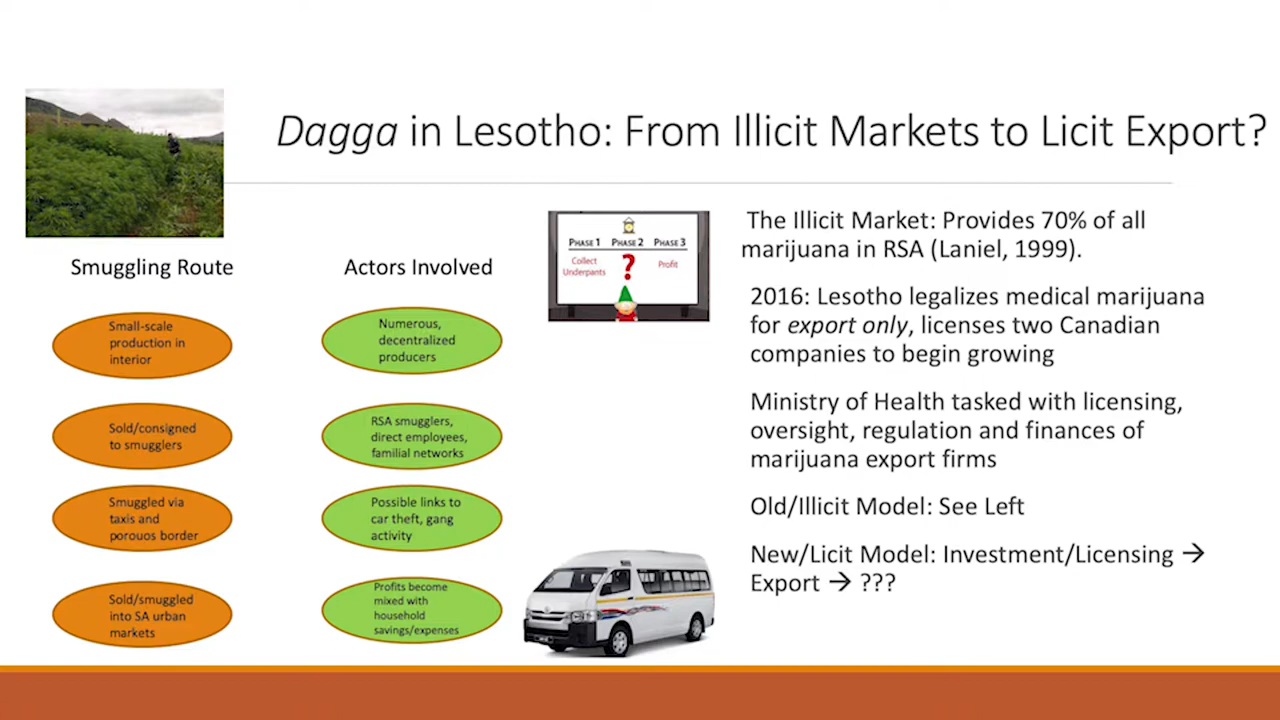 Dagga in Lesotho: From Illicit Markets to Licit Export?
Smuggling Route
Small-scale
production in
interior
Sold/consigned
to smugglers
Smuggled via
taxis and
porouos border
Sold/smuggled
into SA urban
markets
Actors Involved
Numerous,
decentralized
producers
RSA smugglers,
direct employees,
familial networks
Possible links to
car theft, gang
activity
Profits become
mixed with
household
savings/expenses
PHASE 1 PHASE 2 PHASE 3
Collect
Underpants
?
Profit
The Illicit Market: Provides 70% of all
marijuana in RSA (Laniel, 1999).
2016: Lesotho legalizes medical marijuana
for export only, licenses two Canadian
companies to begin growing
Ministry of Health tasked with licensing,
oversight, regulation and finances of
marijuana export firms
Old/Illicit Model: See Left
New/Licit Model: Investment/Licensing →
Export → ???